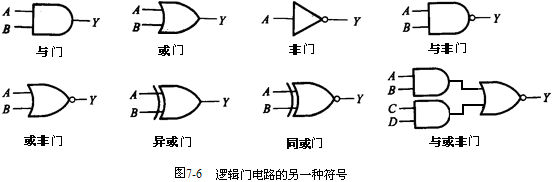 A B Y
与门
A B Y
或门
A Y
非门
A B Y
与非门
A B Y
或非门
A B Y
异或门
A B Y
同或门
A B C D Y
与或非门
图7-6 逻辑门电路的另一种符号